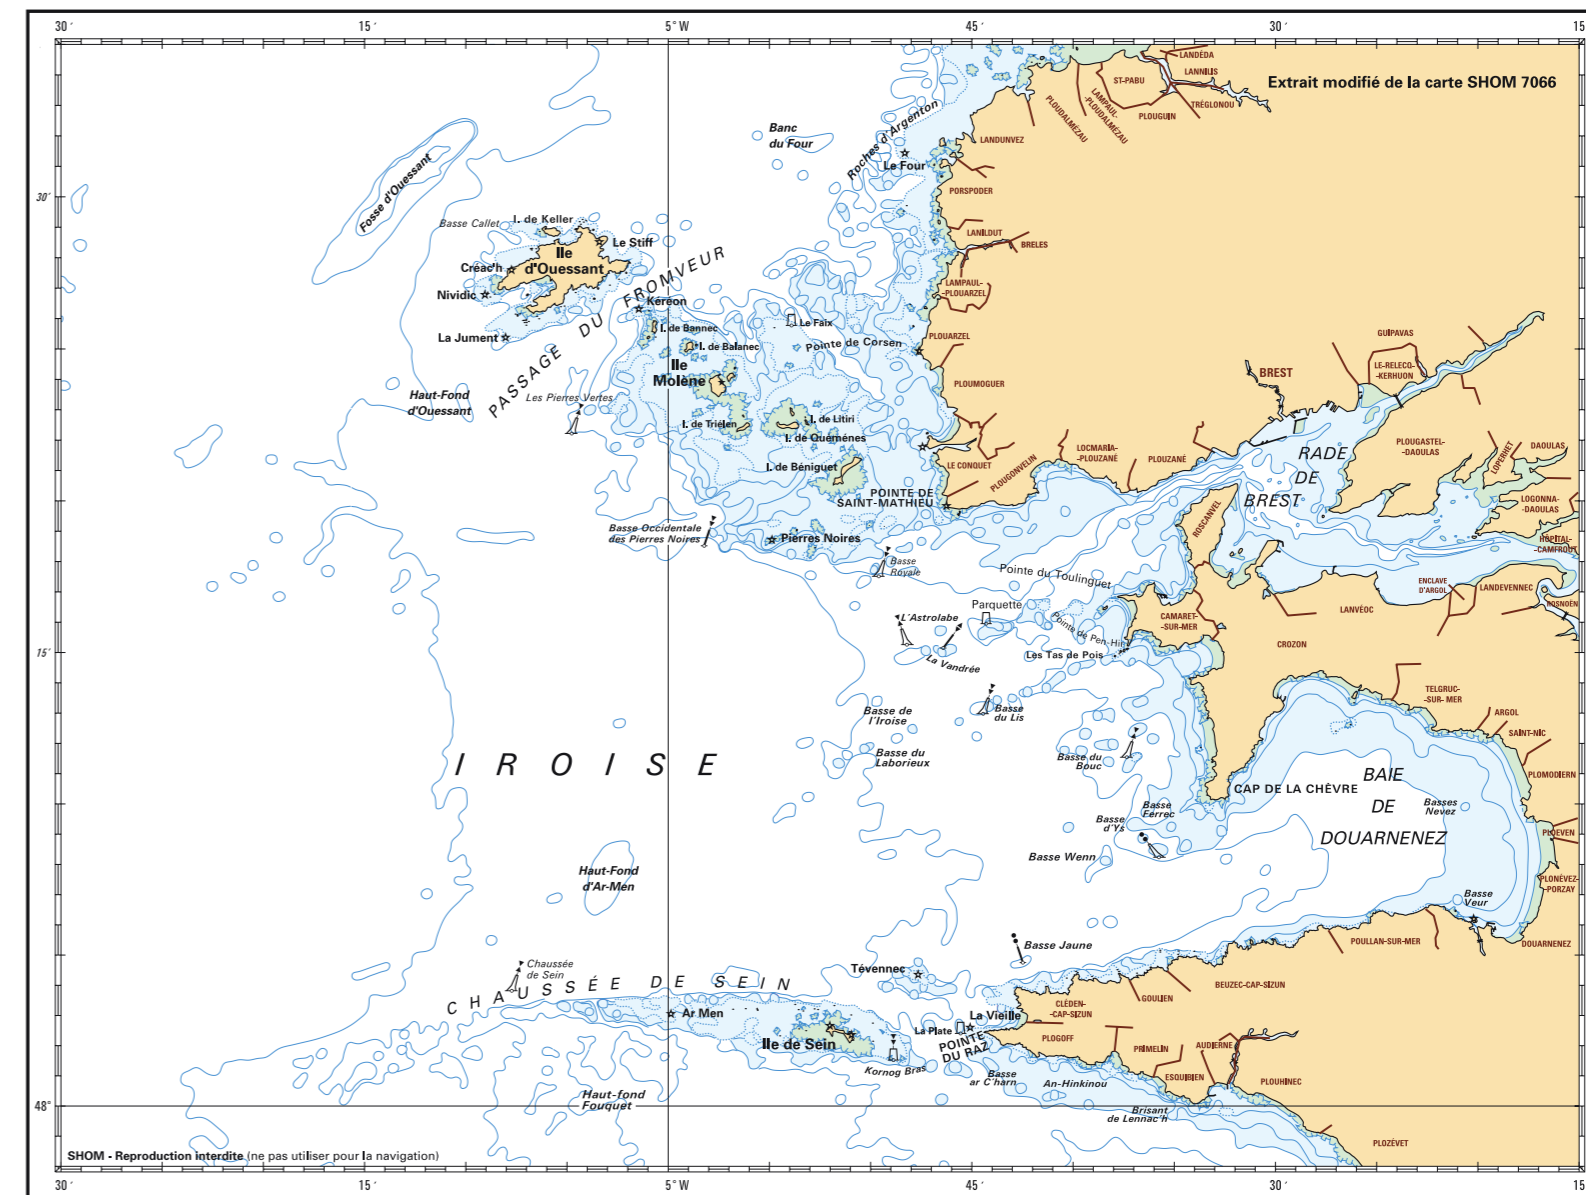 30´ 15´ 5°W 45´ 30´ 15
Extrait modifié de la carte SHOM 7066
LANDÉDA
LANNILIS
ST-PABU
TRÉGLONOU
PLOUGUIN
LAMPAUL-
-PLOUDALMÉZAU
PLOUDALMÉZAU
LANDUNVEZ
Roches d'Argenton
Banc
du Four
Le Four
PORSPODER
30´
Fosse d'Ouessant
Basse Callet
I. de Keller
Le Stiff
Ile
d'Ouessant
Créac'h
Nividic
La Jument
PASSAGE DU FROMVEUR
Kéréon
LANILDUT
BRELES
LAMPAUL-
-PLOUARZEL
I. de Bannec
Le Faix
I. de Balanec
Pointe de Corsen
PLOUARZEL
Ile
Molène
PLOUMOGUER
Haut-Fond
d'Ouessant
Les Pierres Vertes
I. de Triélen
I. de Litiri
I. de Quéménès
I. de Béniguet
LE CONQUET
PLOUGONVELIN
LOCMARIA-
-PLOUZANÉ
PLOUZANÉ
BREST
GUIPAVAS
LE-RELECQ-
-KERHUON
PLOUGASTEL-
-DAOULAS
LOPERHET
DAOULAS
LOGONNA-
-DAOULAS
HOPITAL-
-CAMFROUT
RADE
DE
BREST
POINTE DE
SAINT-MATHIEU
ROSCANVEL
Basse Occidentale
des Pierres Noires
Pierres Noires
Basse
Royale
Pointe du Toulinguet
ENCLAVE
D'ARGOL
LANDEVENNEC
ROSNOËN
LANVÉOC
Parquette
L'Astrolabe
La Vandrée
CAMARET-
-SUR-MER
Pointe de Pen-Hir
Les Tas de Pois
CROZON
15´
TELGRUC-
-SUR- MER
ARGOL
SAINT-NIC
PLOMODIERN
Basse de
l'Iroise
Basse
du Lis
Basse du
Laborieux
Basse du
Bouc
IROISE
CAP DE LA CHÈVRE
BAIE
DE
DOUARNENEZ
Basses
Nevez
PLOEVEN
Basse
Ferrec
Basse
d'Ys
Basse Wenn
Haut-Fond
d'Ar-Men
PLONÉVEZ-
PORZAY
Basse
Veur
DOUARNENEZ
POULLAN-SUR-MER
Basse Jaune
BEUZEC-CAP-SIZUN
GOULIEN
Tévennec
Chaussée
de Sein
CHAUSSÉE DE SEIN
Ar Men
Ile de Sein
Kornog Bras
La Plate
La Vieille
POINTE
DU RAZ
CLÉDEN-
-CAP-SIZUN
PLOGOFF
PRIMELIN
AUDIERNE
ESQUIBIEN
PLOUHINEC
Basse
ar C'harn
An-Hinkinou
Brisant
de Lennac'h
Haut-fond
Fouquet
48°
PLOZÉVET
SHOM - Reproduction interdite (ne pas utiliser pour la navigation)
30´ 15´ 5°W 45´ 30´ 15